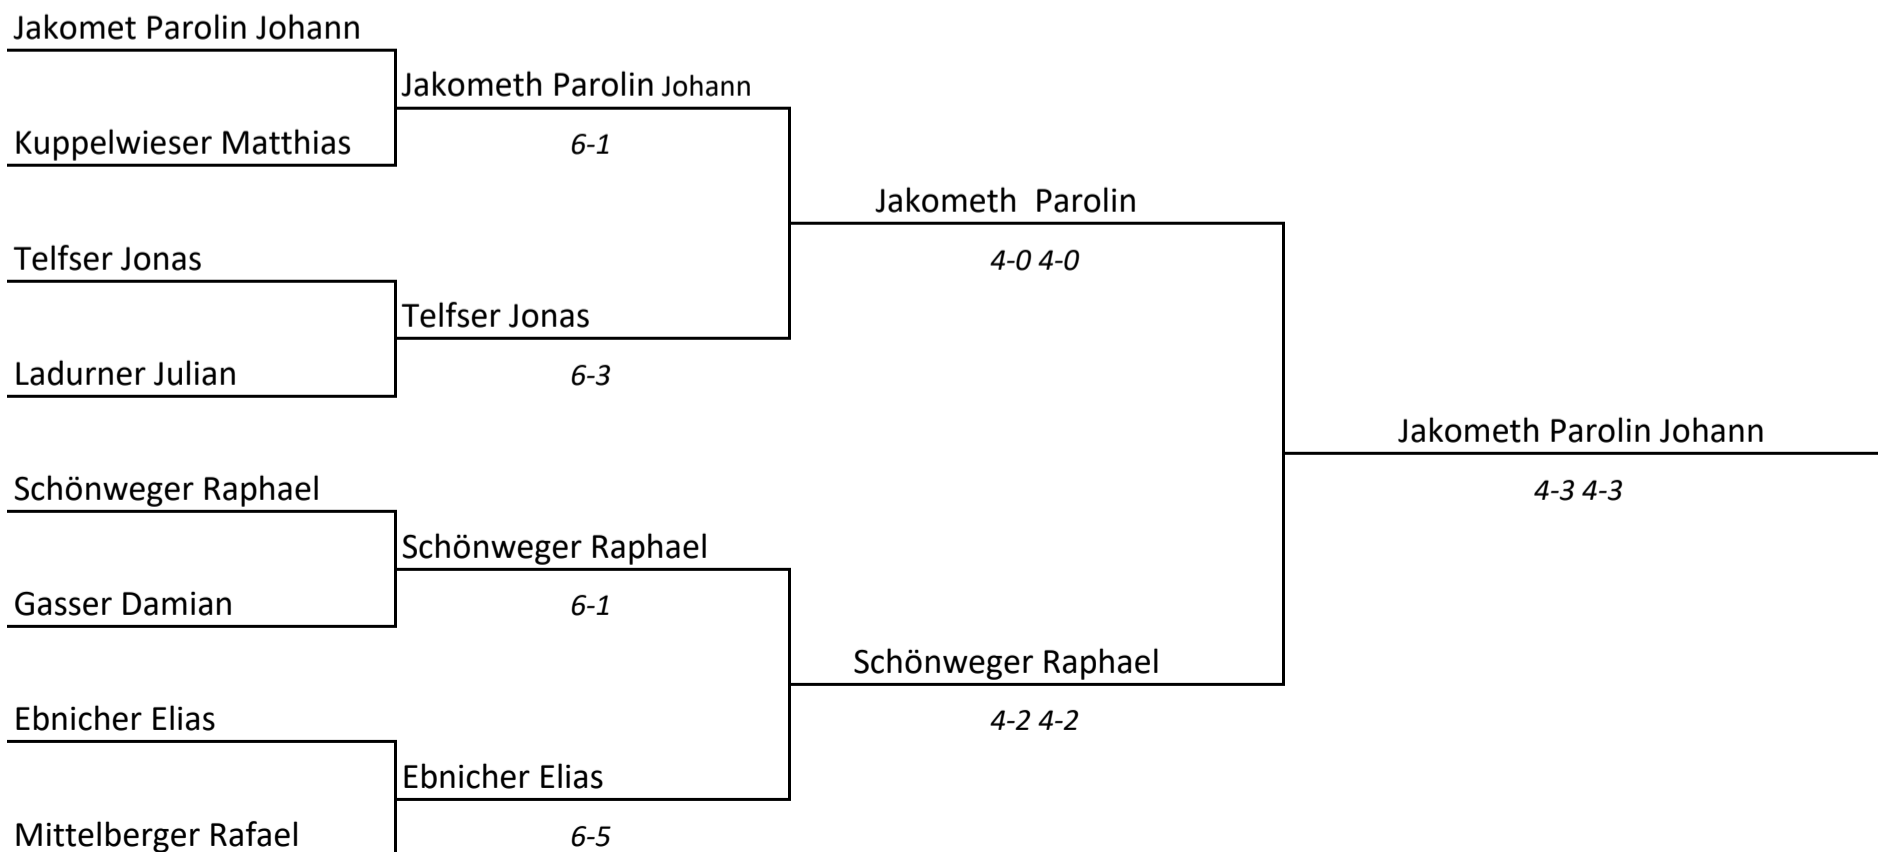 Jakomet Parolin Johann
Jakometh Parolin Johann
Kuppelwieser Matthias
6-1
Jakometh  Parolin
Telfser Jonas
4-0 4-0
Telfser Jonas
Ladurner Julian
6-3
Jakometh Parolin Johann
Schönweger Raphael
4-3 4-3
Schönweger Raphael
Gasser Damian
6-1
Schönweger Raphael
Ebnicher Elias
4-2 4-2
Ebnicher Elias
Mittelberger Rafael
6-5